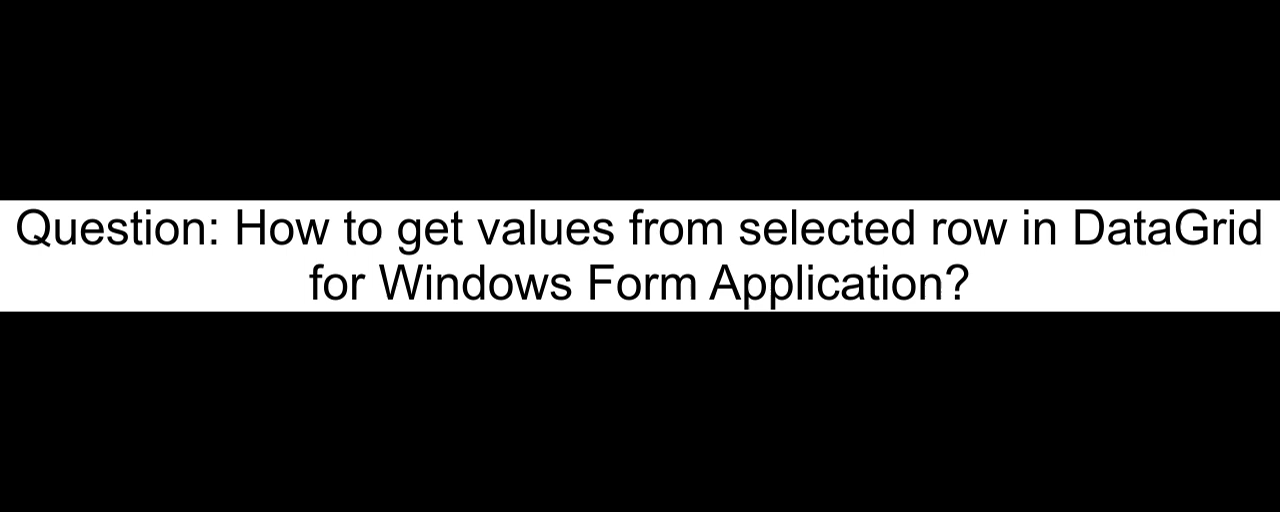 Question: How to get values from selected row in DataGrid
for Windows Form Application?